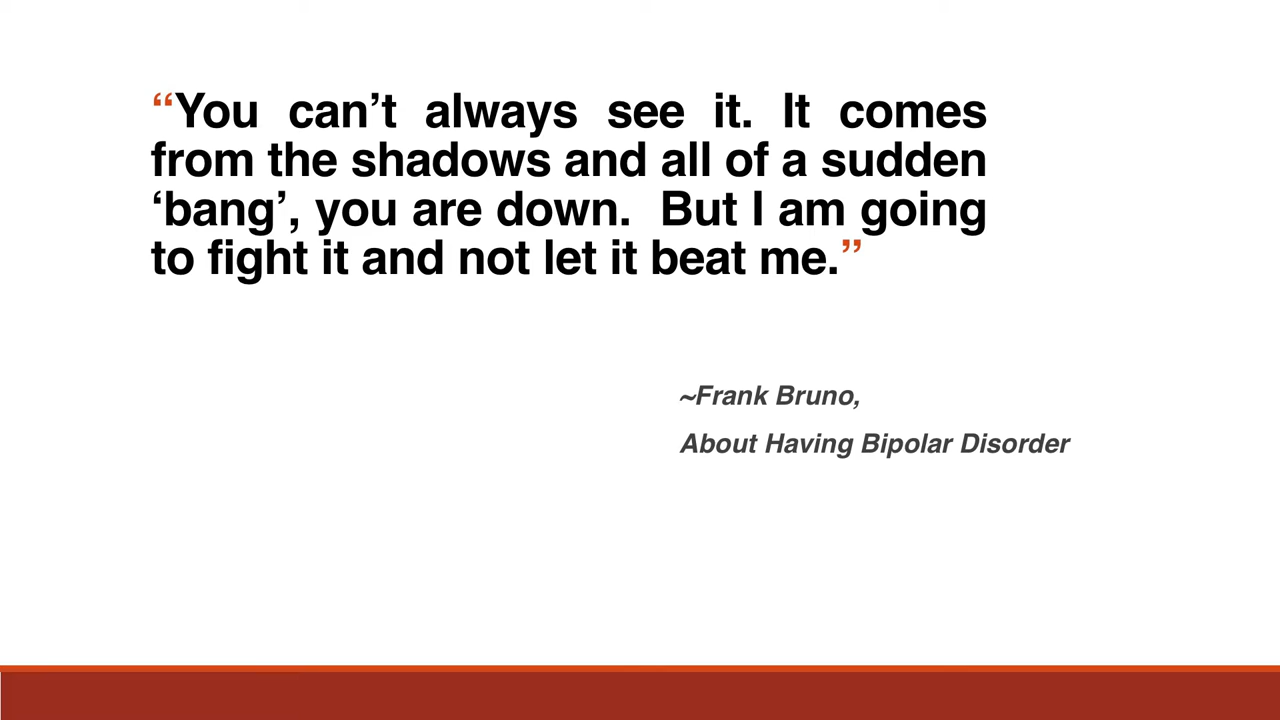 “You can’t always see it. It comes
from the shadows and all of a sudden
‘bang’, you are down.  But I am going
to fight it and not let it beat me.”
~Frank Bruno,
About Having Bipolar Disorder